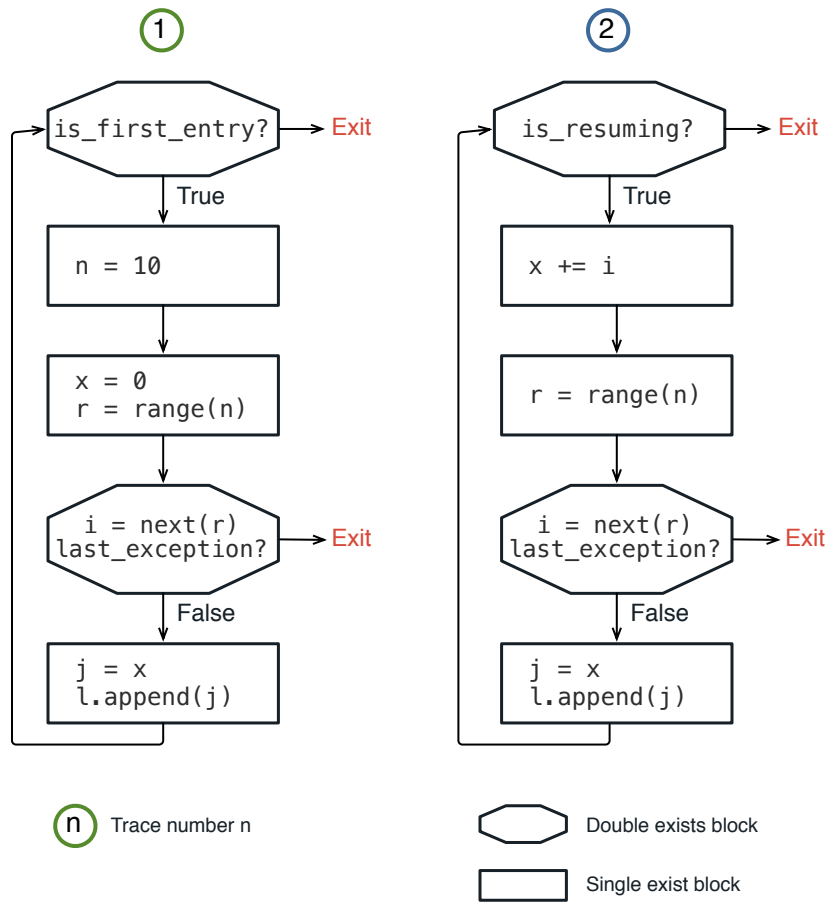 1
is_first_entry?
Exit
True
n = 10
x = 0
r = range(n)
i = next(r)
last_exception?
Exit
False
j = x
l.append(j)
2
is_resuming?
Exit
True
x += i
r = range(n)
i = next(r)
last_exception?
Exit
False
j = x
l.append(j)
n
Trace number n
Double exists block
Single exist block